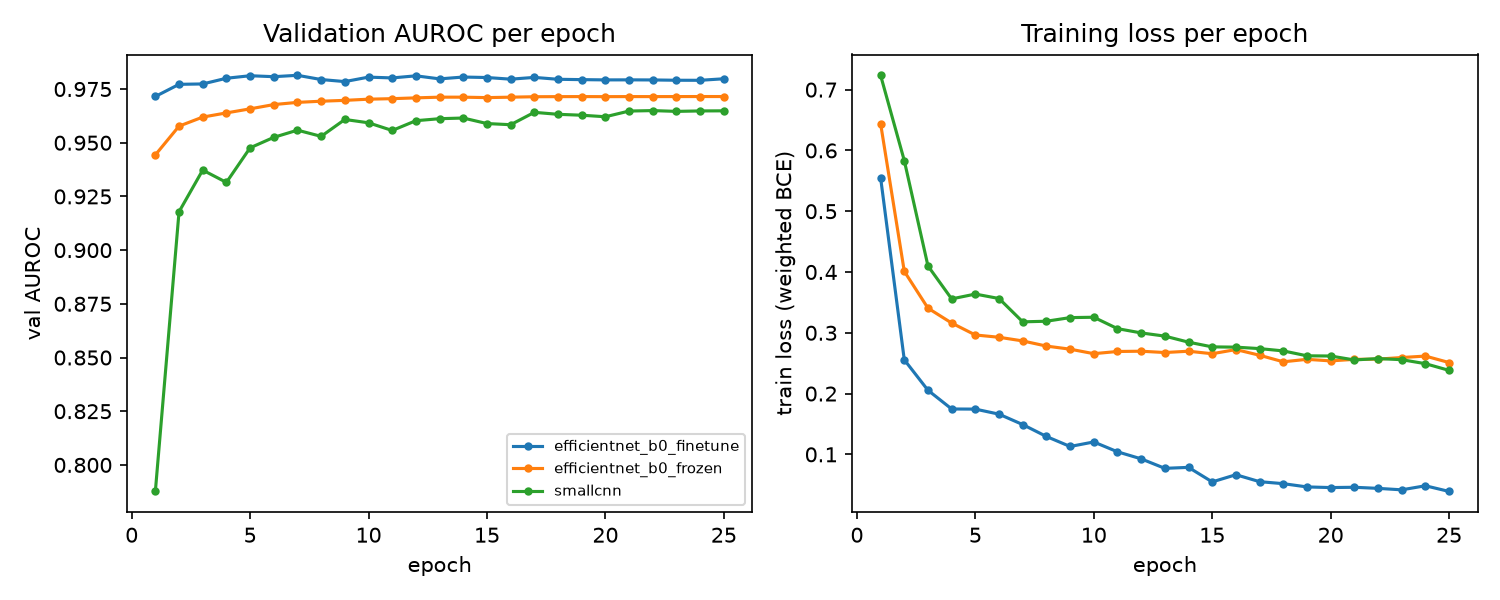 Validation AUROC per epoch
val AUROC
0.975
0.950
0.925
0.900
0.875
0.850
0.825
0.800
efficientnet_b0_finetune
efficientnet_b0_frozen
smallcnn
0 5 10 15 20 25
epoch
Training loss per epoch
train loss (weighted BCE)
0.7
0.6
0.5
0.4
0.3
0.2
0.1
0 5 10 15 20 25
epoch